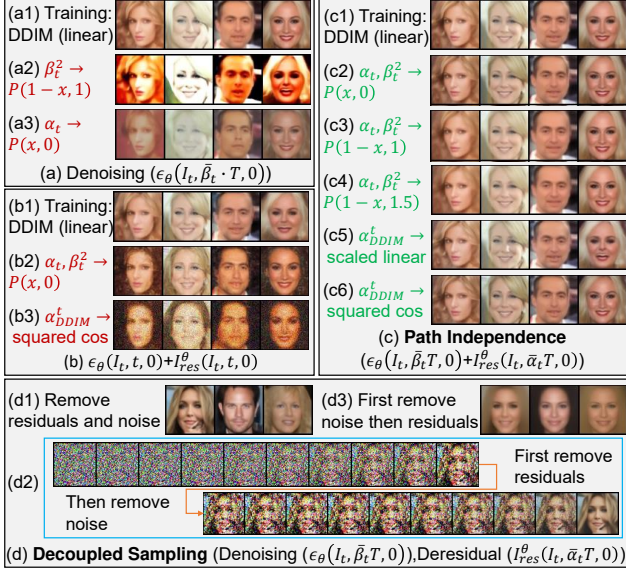 (a1) Training:
DDIM (linear)
(a2) β_t^2 →
P(1 − x, 1)
(a3) α_t →
P(x, 0)
(a) Denoising (ϵ_θ(I_t, β̄_t · T, 0))
(b1) Training:
DDIM (linear)
(b2) α_t, β_t^2 →
P(x, 0)
(b3) α_DDIM^t →
squared cos
(b) ϵ_θ(I_t, t, 0)+I_res^θ(I_t, t, 0)
(c1) Training:
DDIM (linear)
(c2) α_t, β_t^2 →
P(x, 0)
(c3) α_t, β_t^2 →
P(1 − x, 1)
(c4) α_t, β_t^2 →
P(1 − x, 1.5)
(c5) α_DDIM^t →
scaled linear
(c6) α_DDIM^t →
squared cos
(c) Path Independence
(ϵ_θ(I_t, β̄_tT, 0)+I_res^θ(I_t, ᾱ_tT, 0))
(d1) Remove
residuals and noise
(d3) First remove
noise then residuals
(d2)
First remove
residuals
Then remove
noise
(d) Decoupled Sampling (Denoising (ϵ_θ(I_t, β̄_tT, 0)),Deresidual (I_res^θ(I_t, ᾱ_tT, 0))